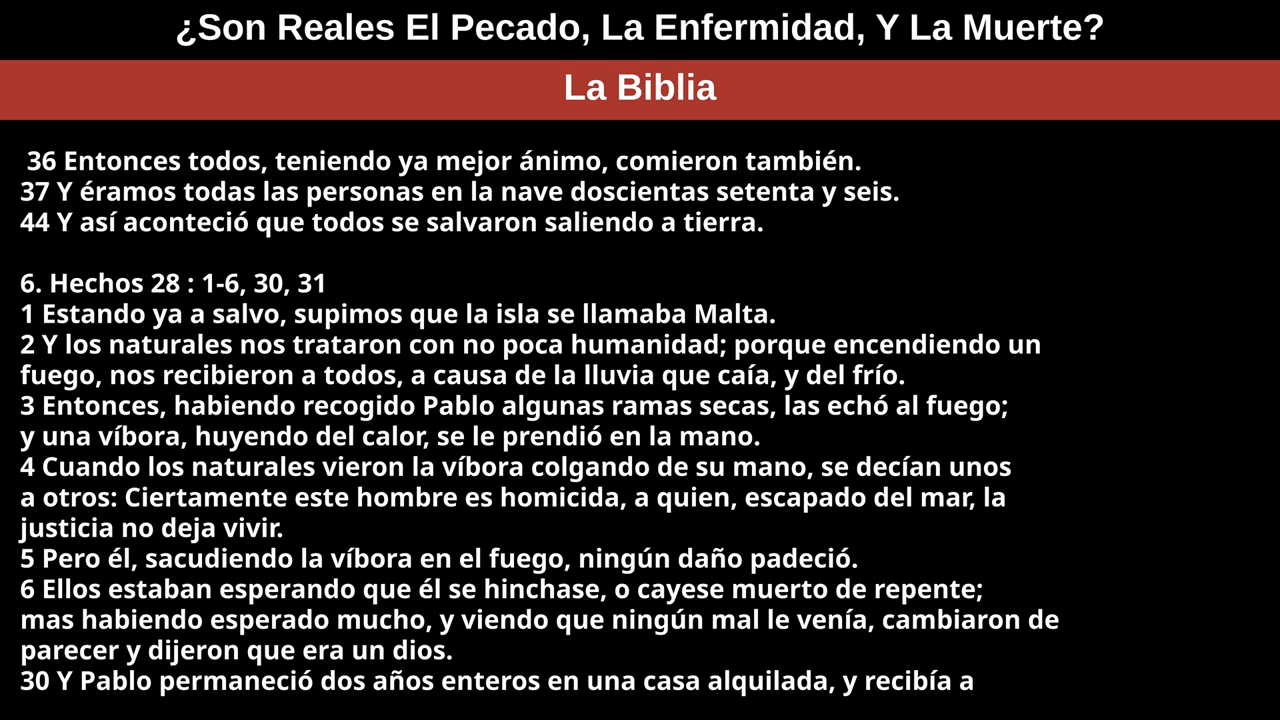 ¿Son Reales El Pecado, La Enfermidad, Y La Muerte?
La Biblia
36 Entonces todos, teniendo ya mejor ánimo, comieron también.
37 Y éramos todas las personas en la nave doscientas setenta y seis.
44 Y así aconteció que todos se salvaron saliendo a tierra.
6. Hechos 28 : 1-6, 30, 31
1 Estando ya a salvo, supimos que la isla se llamaba Malta.
2 Y los naturales nos trataron con no poca humanidad; porque encendiendo un
fuego, nos recibieron a todos, a causa de la lluvia que caía, y del frío.
3 Entonces, habiendo recogido Pablo algunas ramas secas, las echó al fuego;
y una víbora, huyendo del calor, se le prendió en la mano.
4 Cuando los naturales vieron la víbora colgando de su mano, se decían unos
a otros: Ciertamente este hombre es homicida, a quien, escapado del mar, la
justicia no deja vivir.
5 Pero él, sacudiendo la víbora en el fuego, ningún daño padeció.
6 Ellos estaban esperando que él se hinchase, o cayese muerto de repente;
mas habiendo esperado mucho, y viendo que ningún mal le venía, cambiaron de
parecer y dijeron que era un dios.
30 Y Pablo permaneció dos años enteros en una casa alquilada, y recibía a